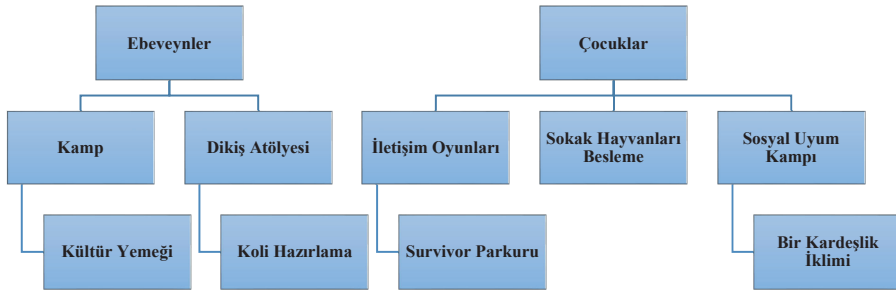 Ebeveynler
Çocuklar
Kamp
Dikiş Atölyesi
İletişim Oyunları
Sokak Hayvanları
Besleme
Sosyal Uyum
Kampı
Kültür Yemeği
Koli Hazırlama
Survivor Parkuru
Bir Kardeşlik
İklimi